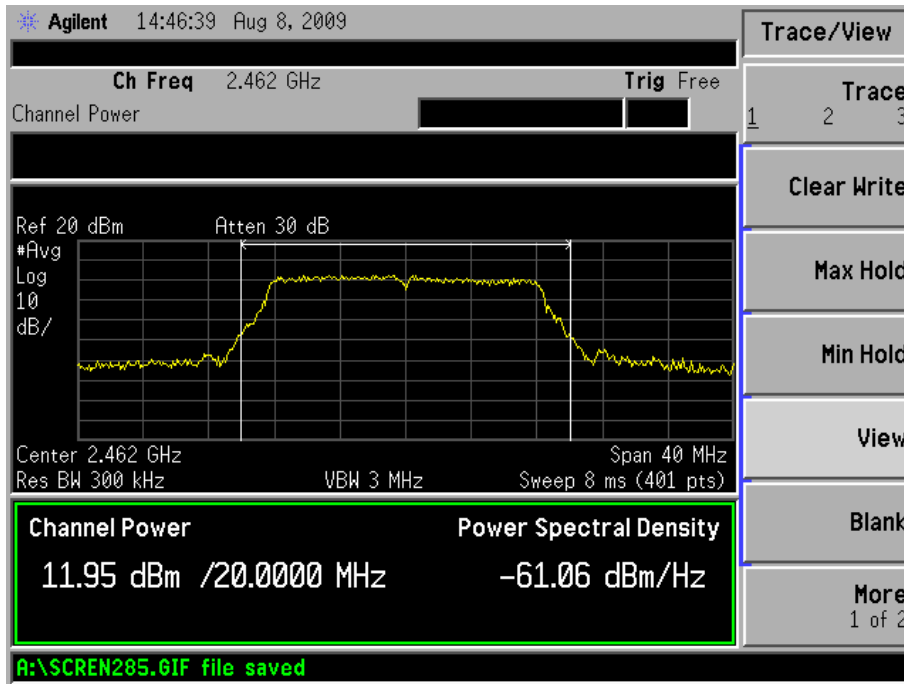 Agilent 14:46:39 Aug 8, 2009
Ch Freq 2.462 GHz Trig Free
Channel Power
Ref 20 dBm Atten 30 dB
#Avg
Log
10
dB/
Center 2.462 GHz Span 40 MHz
Res BW 300 kHz VBW 3 MHz Sweep 8 ms (401 pts)
Channel Power Power Spectral Density
11.95 dBm /20.0000 MHz -61.06 dBm/Hz
A:\SCREN285.GIF file saved
Trace/View
Trace
1 2 3
Clear Write
Max Hold
Min Hold
View
Blank
More
1 of 2